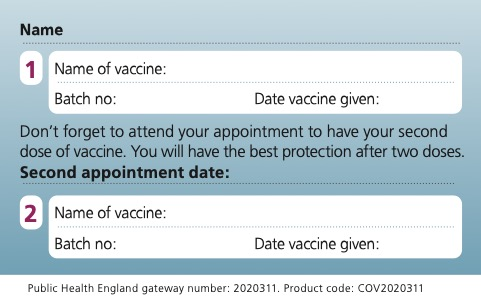 Name
1
Name of vaccine:
Batch no: Date vaccine given:
Don’t forget to attend your appointment to have your second
dose of vaccine. You will have the best protection after two doses.
Second appointment date:
2
Name of vaccine:
Batch no: Date vaccine given:
Public Health England gateway number: 2020311. Product code: COV2020311